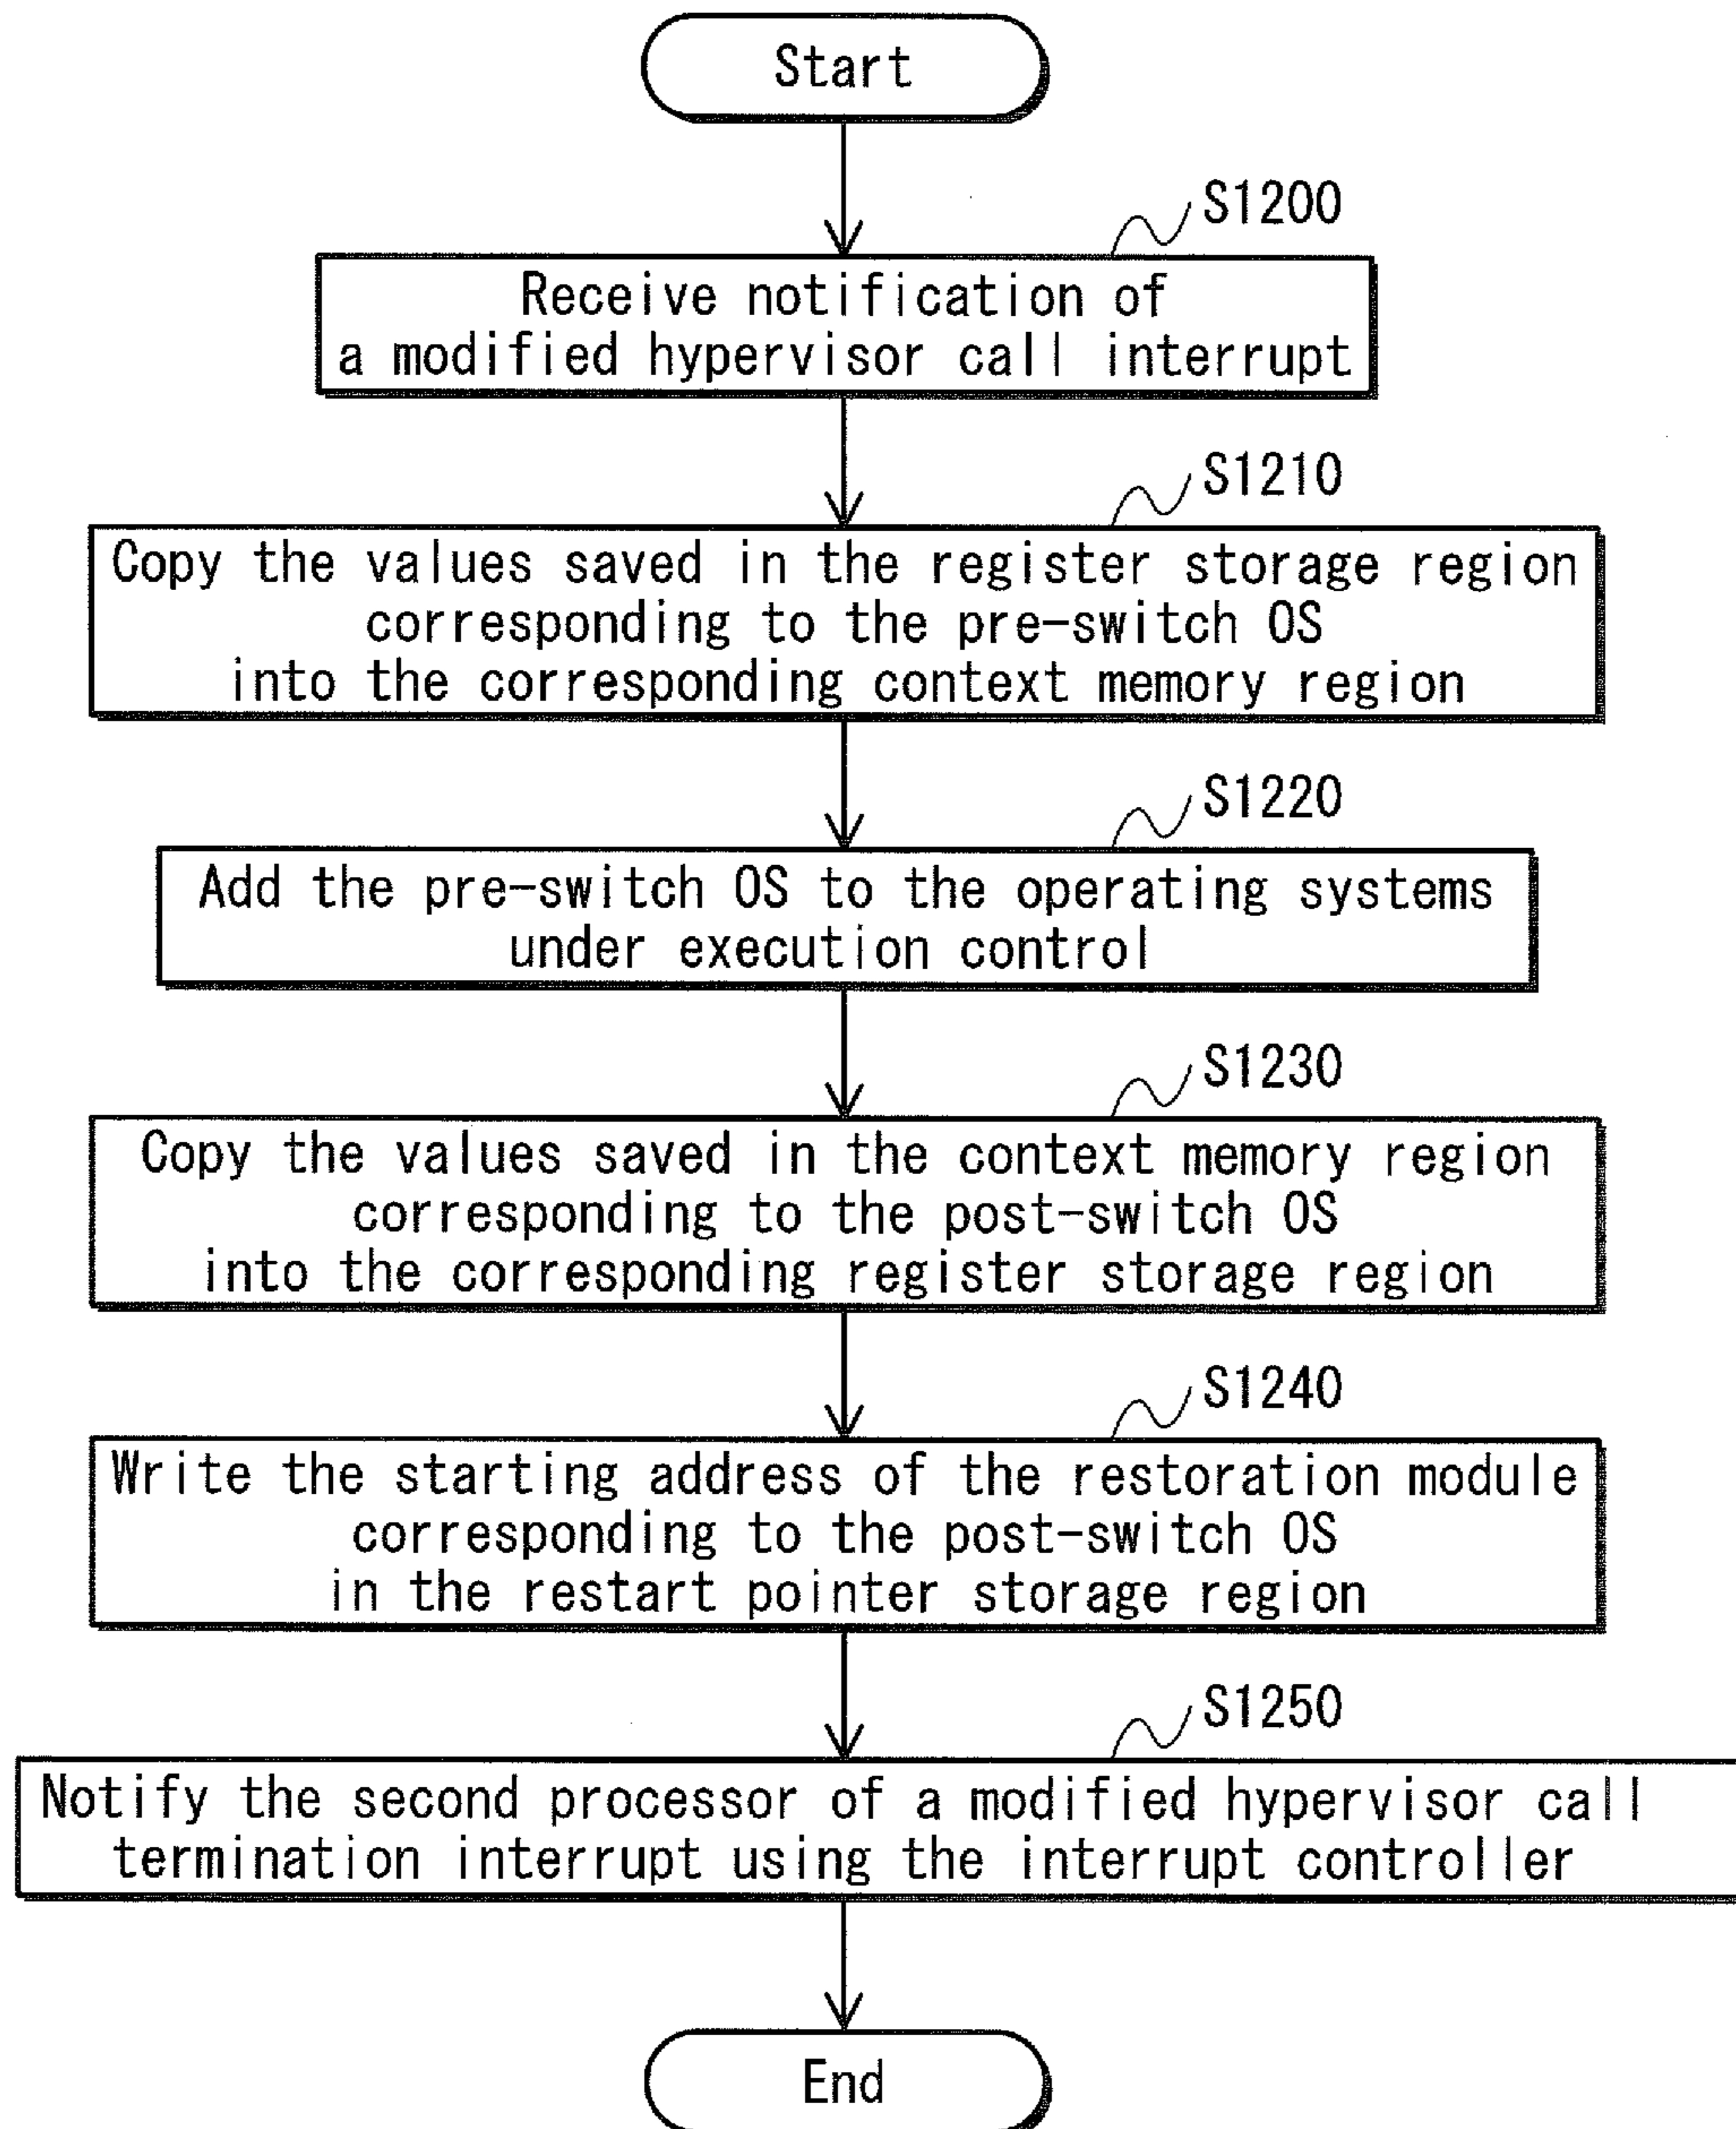 Start
S1200
Receive notification of
a modified hypervisor call interrupt
S1210
Copy the values saved in the register storage region
corresponding to the pre-switch OS
into the corresponding context memory region
S1220
Add the pre-switch OS to the operating systems
under execution control
S1230
Copy the values saved in the context memory region
corresponding to the post-switch OS
into the corresponding register storage region
S1240
Write the starting address of the restoration module
corresponding to the post-switch OS
in the restart pointer storage region
S1250
Notify the second processor of a modified hypervisor call
termination interrupt using the interrupt controller
End